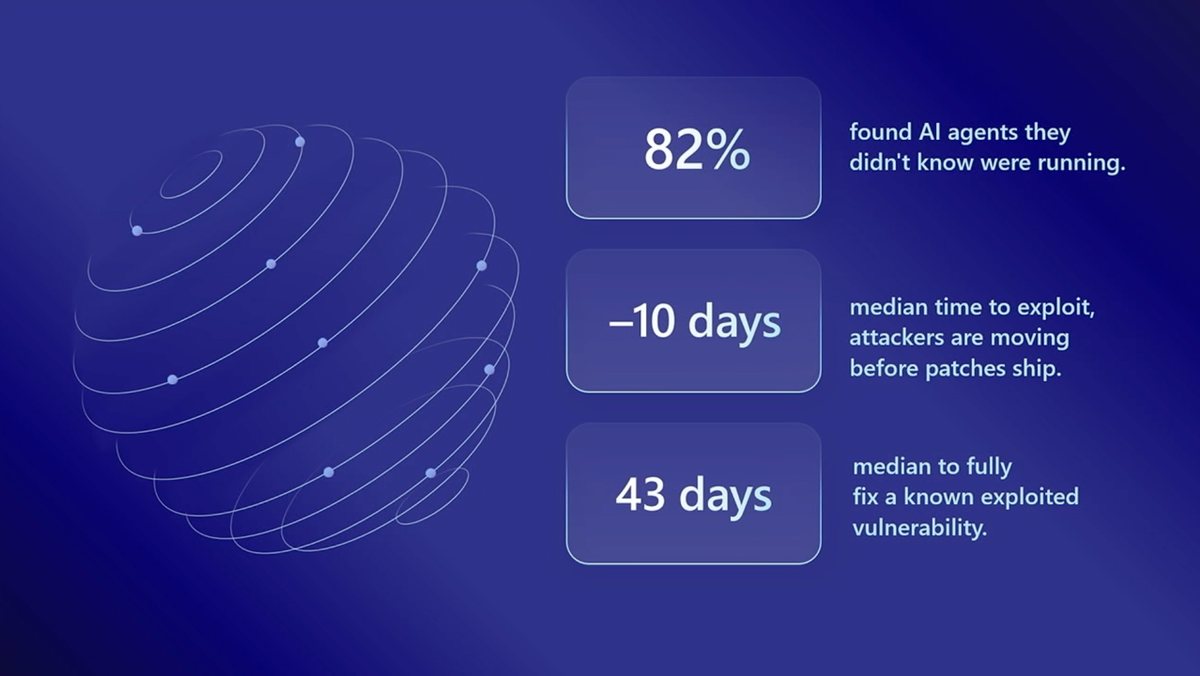 82%
found AI agents they
didn't know were running.
–10 days
median time to exploit,
attackers are moving
before patches ship.
43 days
median to fully
fix a known exploited
vulnerability.